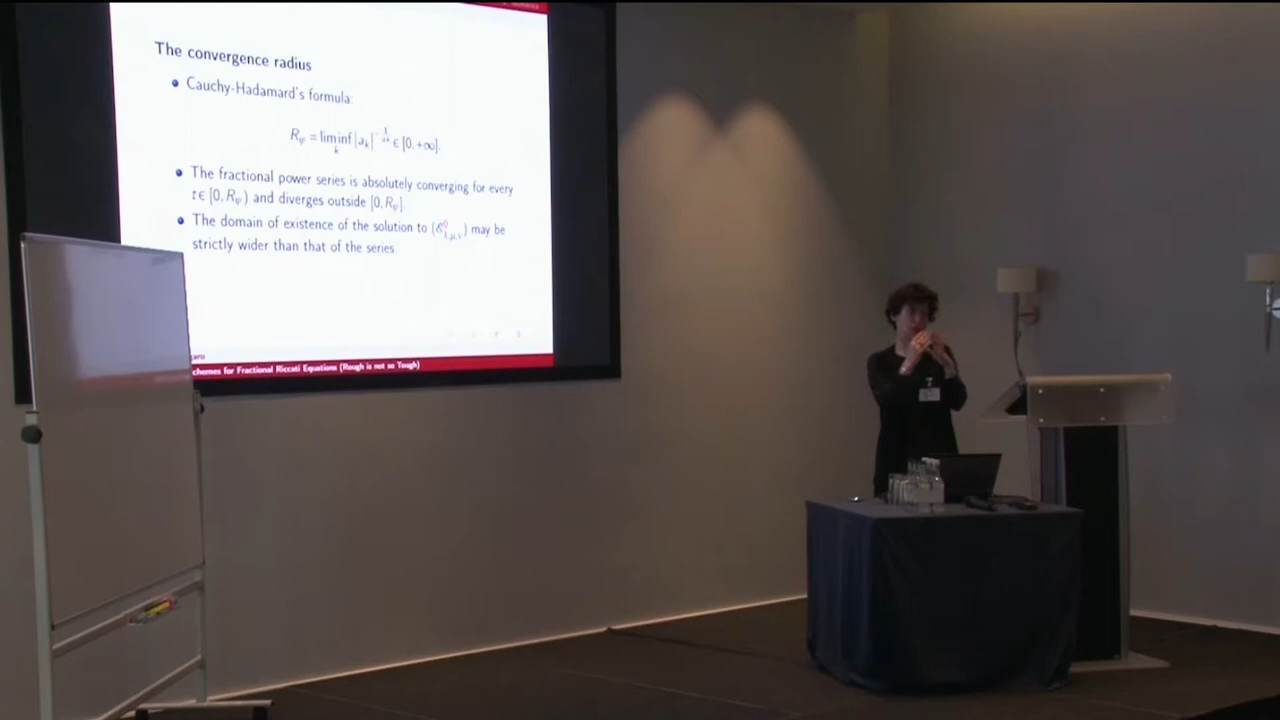 The convergence radius
Cauchy-Hadamard's formula:
R_ψ = liminf_k |a_k|^{-1/αk} ∈ [0,+∞].
The fractional power series is absolutely converging for every
t ∈ [0, R_ψ) and diverges outside [0, R_ψ].
The domain of existence of the solution to (ℰ^0_{λ,μ,ν}) may be
strictly wider than that of the series.
chemes for Fractional Riccati Equations (Rough is not so Tough)